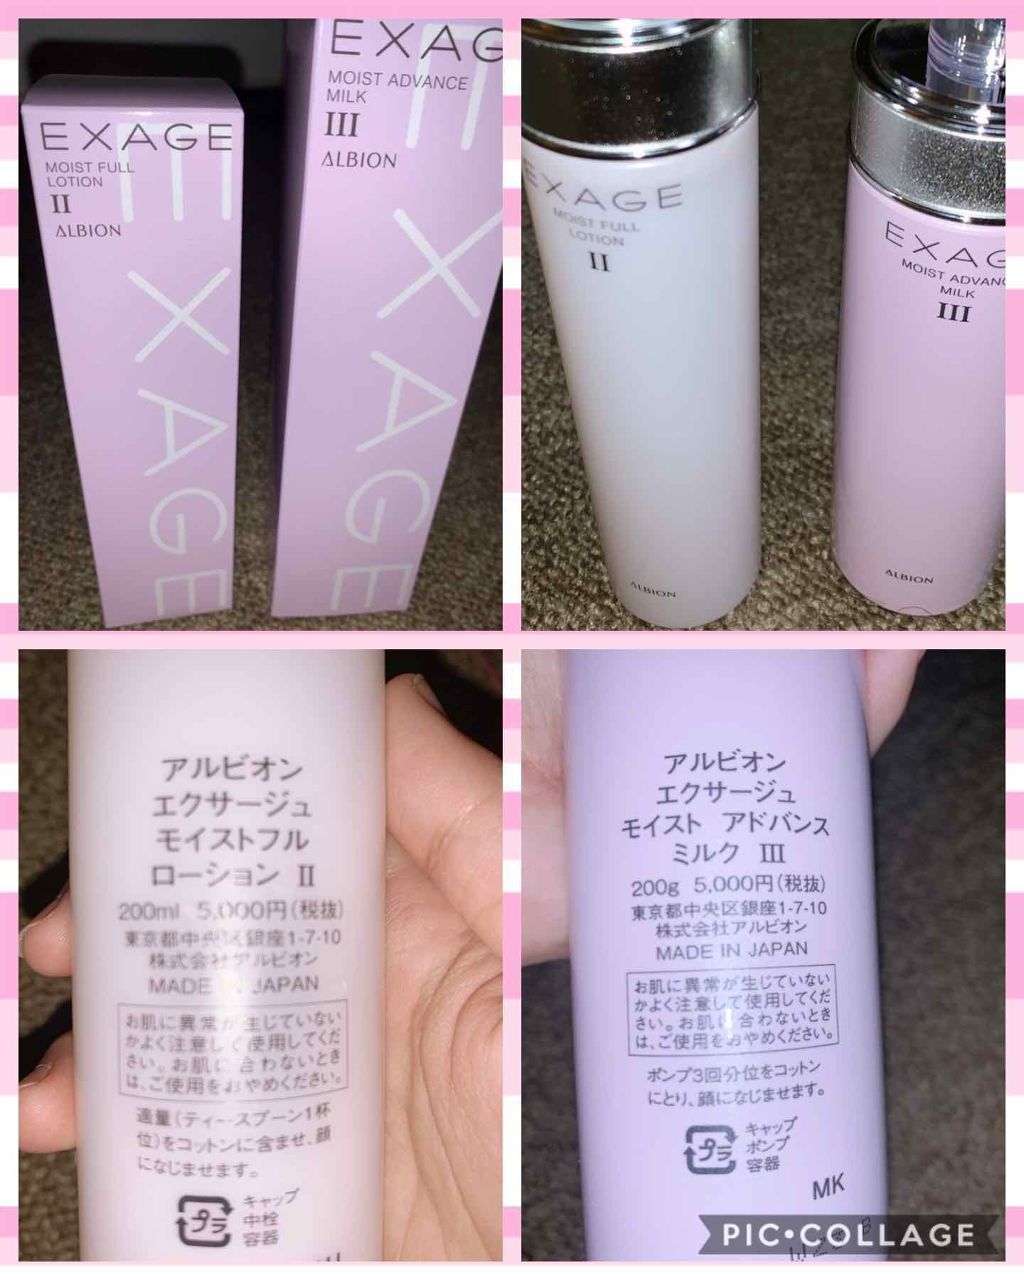 EXAGE
MOIST FULL
LOTION
II
ALBION
EXAGE
EXAG
MOIST ADVANCE
MILK
III
ALBION
EXAGE
EXAGE
MOIST FULL
LOTION
II
ALBION
EXAG
MOIST ADVANC
MILK
III
ALBION
アルビオン
エクサージュ
モイストフル
ローション II
200ml 5,000円(税抜)
東京都中央区銀座1-7-10
株式会社アルビオン
MADE IN JAPAN
お肌に異常が生じていない
かよく注意して使用してくだ
さい。お肌に合わないとき
は、ご使用をおやめください。
適量(ティースプーン1杯
位)をコットンに含ませ、顔
になじませます。
プラ
キャップ
中栓
容器
アルビオン
エクサージュ
モイスト アドバンス
ミルク III
200g 5,000円(税抜)
東京都中央区銀座1-7-10
株式会社アルビオン
MADE IN JAPAN
お肌に異常が生じていない
かよく注意して使用してくだ
さい。お肌に合わないとき
は、ご使用をおやめください。
ポンプ3回分位をコットン
にとり、顔になじませます。
プラ
キャップ
ポンプ
容器
MK
PIC•COLLAGE